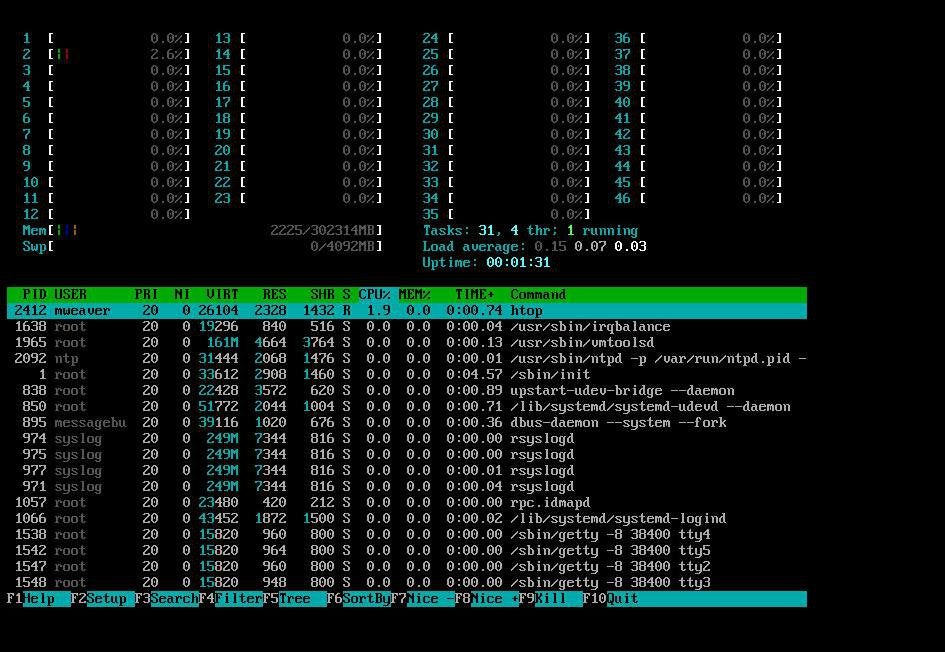 1 [ 0.0%] 13 [ 0.0%] 24 [ 0.0%] 36 [ 0.0%]
2 [|| 2.6%] 14 [ 0.0%] 25 [ 0.0%] 37 [ 0.0%]
3 [ 0.0%] 15 [ 0.0%] 26 [ 0.0%] 38 [ 0.0%]
4 [ 0.0%] 16 [ 0.0%] 27 [ 0.0%] 39 [ 0.0%]
5 [ 0.0%] 17 [ 0.0%] 28 [ 0.0%] 40 [ 0.0%]
6 [ 0.0%] 18 [ 0.0%] 29 [ 0.0%] 41 [ 0.0%]
7 [ 0.0%] 19 [ 0.0%] 30 [ 0.0%] 42 [ 0.0%]
8 [ 0.0%] 20 [ 0.0%] 31 [ 0.0%] 43 [ 0.0%]
9 [ 0.0%] 21 [ 0.0%] 32 [ 0.0%] 44 [ 0.0%]
10 [ 0.0%] 22 [ 0.0%] 33 [ 0.0%] 45 [ 0.0%]
11 [ 0.0%] 23 [ 0.0%] 34 [ 0.0%] 46 [ 0.0%]
12 [ 0.0%] 35 [ 0.0%]
Mem[||| 2225/302314MB] Tasks: 31, 4 thr; 1 running
Swp[ 0/4092MB] Load average: 0.15 0.07 0.03
Uptime: 00:01:31
PID USER PRI NI VIRT RES SHR S CPU% MEM% TIME+ Command
2412 mweaver 20 0 26104 2328 1432 R 1.9 0.0 0:00.74 htop
1638 root 20 0 19296 840 516 S 0.0 0.0 0:00.04 /usr/sbin/irqbalance
1965 root 20 0 161M 4664 3764 S 0.0 0.0 0:00.13 /usr/sbin/vmtoolsd
2092 ntp 20 0 31444 2068 1476 S 0.0 0.0 0:00.01 /usr/sbin/ntpd -p /var/run/ntpd.pid -
1 root 20 0 33612 2908 1460 S 0.0 0.0 0:04.57 /sbin/init
838 root 20 0 22428 3572 620 S 0.0 0.0 0:00.89 upstart-udev-bridge --daemon
850 root 20 0 51772 2044 1004 S 0.0 0.0 0:00.71 /lib/systemd/systemd-udevd --daemon
895 messagebu 20 0 39116 1020 676 S 0.0 0.0 0:00.36 dbus-daemon --system --fork
974 syslog 20 0 249M 7344 816 S 0.0 0.0 0:00.00 rsyslogd
975 syslog 20 0 249M 7344 816 S 0.0 0.0 0:00.00 rsyslogd
977 syslog 20 0 249M 7344 816 S 0.0 0.0 0:00.01 rsyslogd
971 syslog 20 0 249M 7344 816 S 0.0 0.0 0:00.04 rsyslogd
1057 root 20 0 23480 420 212 S 0.0 0.0 0:00.00 rpc.idmapd
1066 root 20 0 43452 1872 1500 S 0.0 0.0 0:00.02 /lib/systemd/systemd-logind
1538 root 20 0 15820 960 800 S 0.0 0.0 0:00.00 /sbin/getty -8 38400 tty4
1542 root 20 0 15820 964 800 S 0.0 0.0 0:00.00 /sbin/getty -8 38400 tty5
1547 root 20 0 15820 960 800 S 0.0 0.0 0:00.00 /sbin/getty -8 38400 tty2
1548 root 20 0 15820 948 800 S 0.0 0.0 0:00.00 /sbin/getty -8 38400 tty3
F1Help F2Setup F3SearchF4FilterF5Tree F6SortByF7Nice -F8Nice +F9Kill F10Quit